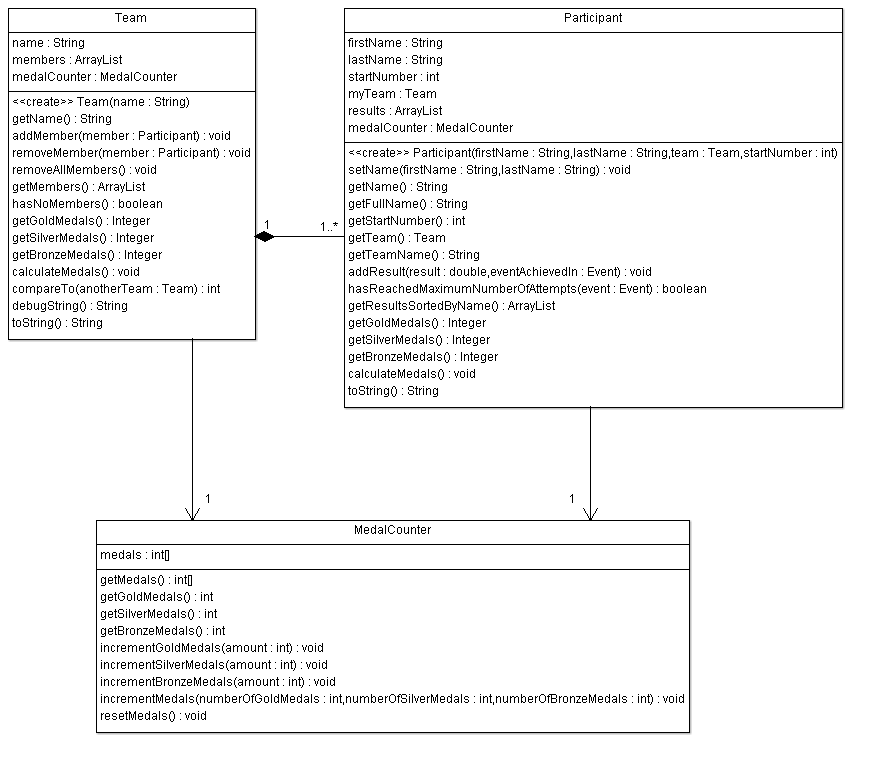 Team
name : String
members : ArrayList
medalCounter : MedalCounter
<<create>> Team(name : String)
getName() : String
addMember(member : Participant) : void
removeMember(member : Participant) : void
removeAllMembers() : void
getMembers() : ArrayList
hasNoMembers() : boolean
getGoldMedals() : Integer
getSilverMedals() : Integer
getBronzeMedals() : Integer
calculateMedals() : void
compareTo(anotherTeam : Team) : int
debugString() : String
toString() : String
1
1..*
Participant
firstName : String
lastName : String
startNumber : int
myTeam : Team
results : ArrayList
medalCounter : MedalCounter
<<create>> Participant(firstName : String,lastName : String,team : Team,startNumber : int)
setName(firstName : String,lastName : String) : void
getName() : String
getFullName() : String
getStartNumber() : int
getTeam() : Team
getTeamName() : String
addResult(result : double,eventAchievedIn : Event) : void
hasReachedMaximumNumberOfAttempts(event : Event) : boolean
getResultsSortedByName() : ArrayList
getGoldMedals() : Integer
getSilverMedals() : Integer
getBronzeMedals() : Integer
calculateMedals() : void
toString() : String
1
1
MedalCounter
medals : int[]
getMedals() : int[]
getGoldMedals() : int
getSilverMedals() : int
getBronzeMedals() : int
incrementGoldMedals(amount : int) : void
incrementSilverMedals(amount : int) : void
incrementBronzeMedals(amount : int) : void
incrementMedals(numberOfGoldMedals : int,numberOfSilverMedals : int,numberOfBronzeMedals : int) : void
resetMedals() : void